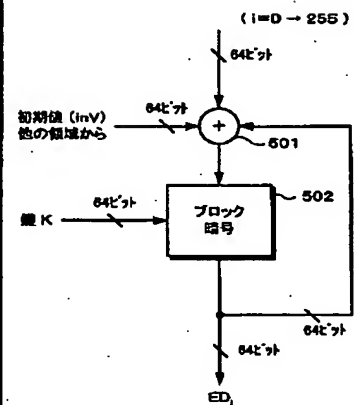 (i=D → 255)
64ビット
初期値 (inV)
他の領域から
64ビット
+
501
鍵 K
64ビット
ブロック
暗号
502
64ビット
64ビット
EDi